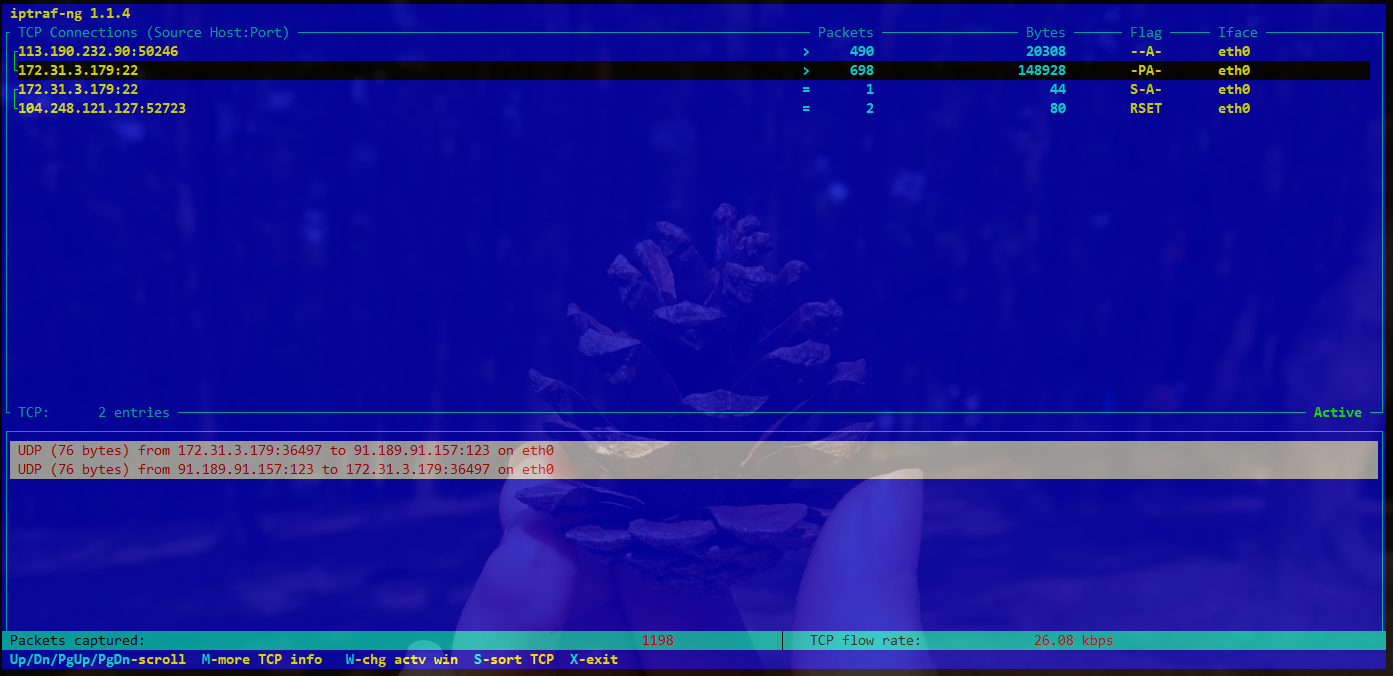 iptraf-ng 1.1.4
TCP Connections (Source Host:Port) Packets Bytes Flag Iface
113.190.232.90:50246 > 490 20308 --A- eth0
172.31.3.179:22 > 698 148928 -PA- eth0
172.31.3.179:22 = 1 44 S-A- eth0
104.248.121.127:52723 = 2 80 RSET eth0
TCP: 2 entries Active
UDP (76 bytes) from 172.31.3.179:36497 to 91.189.91.157:123 on eth0
UDP (76 bytes) from 91.189.91.157:123 to 172.31.3.179:36497 on eth0
Packets captured: 1198 TCP flow rate: 26.08 kbps
Up/Dn/PgUp/PgDn-scroll M-more TCP info W-chg actv win S-sort TCP X-exit